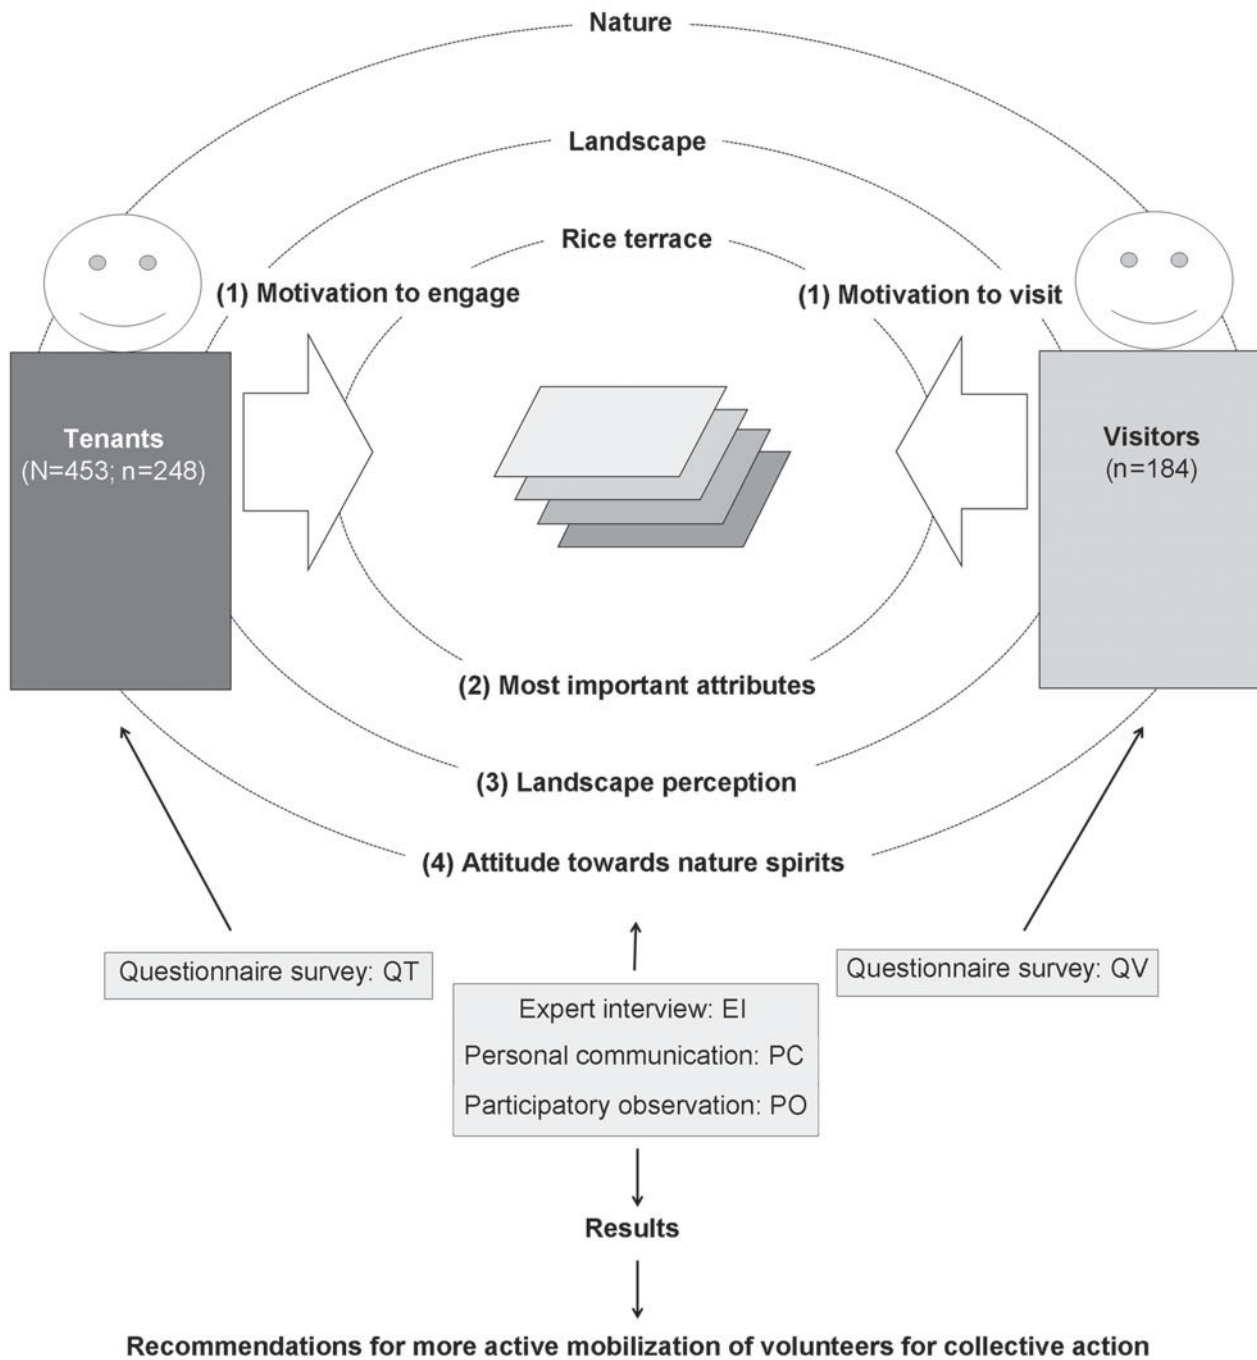 Nature
Landscape
Rice terrace
(1) Motivation to engage
(1) Motivation to visit
Tenants
(N=453; n=248)
Visitors
(n=184)
(2) Most important attributes
(3) Landscape perception
(4) Attitude towards nature spirits
Questionnaire survey: QT
Questionnaire survey: QV
Expert interview: EI
Personal communication: PC
Participatory observation: PO
Results
Recommendations for more active mobilization of volunteers for collective action